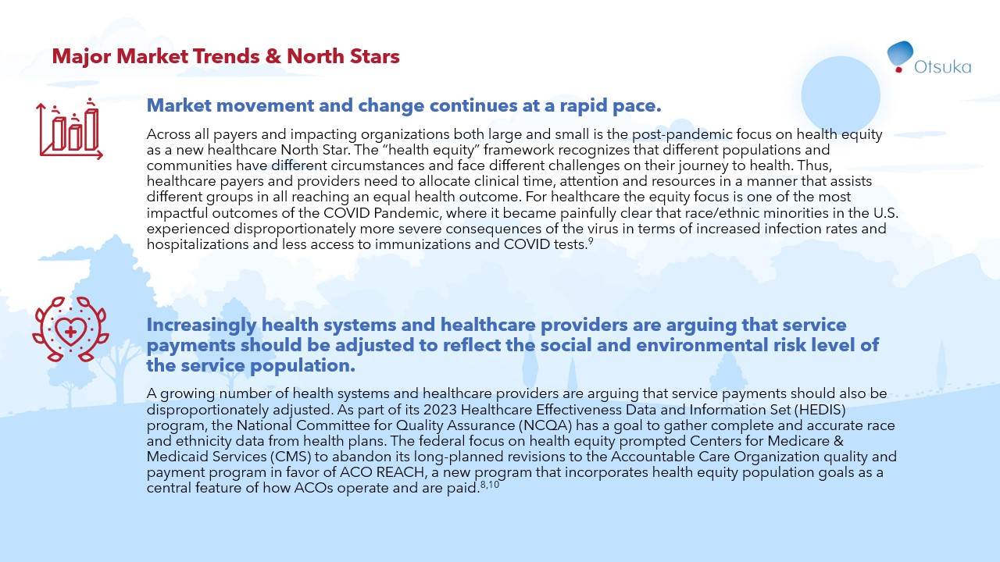 Major Market Trends & North Stars
Otsuka
Market movement and change continues at a rapid pace.
Across all payers and impacting organizations both large and small is the post-pandemic focus on health equity
as a new healthcare North Star. The “health equity” framework recognizes that different populations and
communities have different circumstances and face different challenges on their journey to health. Thus,
healthcare payers and providers need to allocate clinical time, attention and resources in a manner that assists
different groups in all reaching an equal health outcome. For healthcare the equity focus is one of the most
impactful outcomes of the COVID Pandemic, where it became painfully clear that race/ethnic minorities in the U.S.
experienced disproportionately more severe consequences of the virus in terms of increased infection rates and
hospitalizations and less access to immunizations and COVID tests.9
Increasingly health systems and healthcare providers are arguing that service
payments should be adjusted to reflect the social and environmental risk level of
the service population.
A growing number of health systems and healthcare providers are arguing that service payments should also be
disproportionately adjusted. As part of its 2023 Healthcare Effectiveness Data and Information Set (HEDIS)
program, the National Committee for Quality Assurance (NCQA) has a goal to gather complete and accurate race
and ethnicity data from health plans. The federal focus on health equity prompted Centers for Medicare &
Medicaid Services (CMS) to abandon its long-planned revisions to the Accountable Care Organization quality and
payment program in favor of ACO REACH, a new program that incorporates health equity population goals as a
central feature of how ACOs operate and are paid.8,10